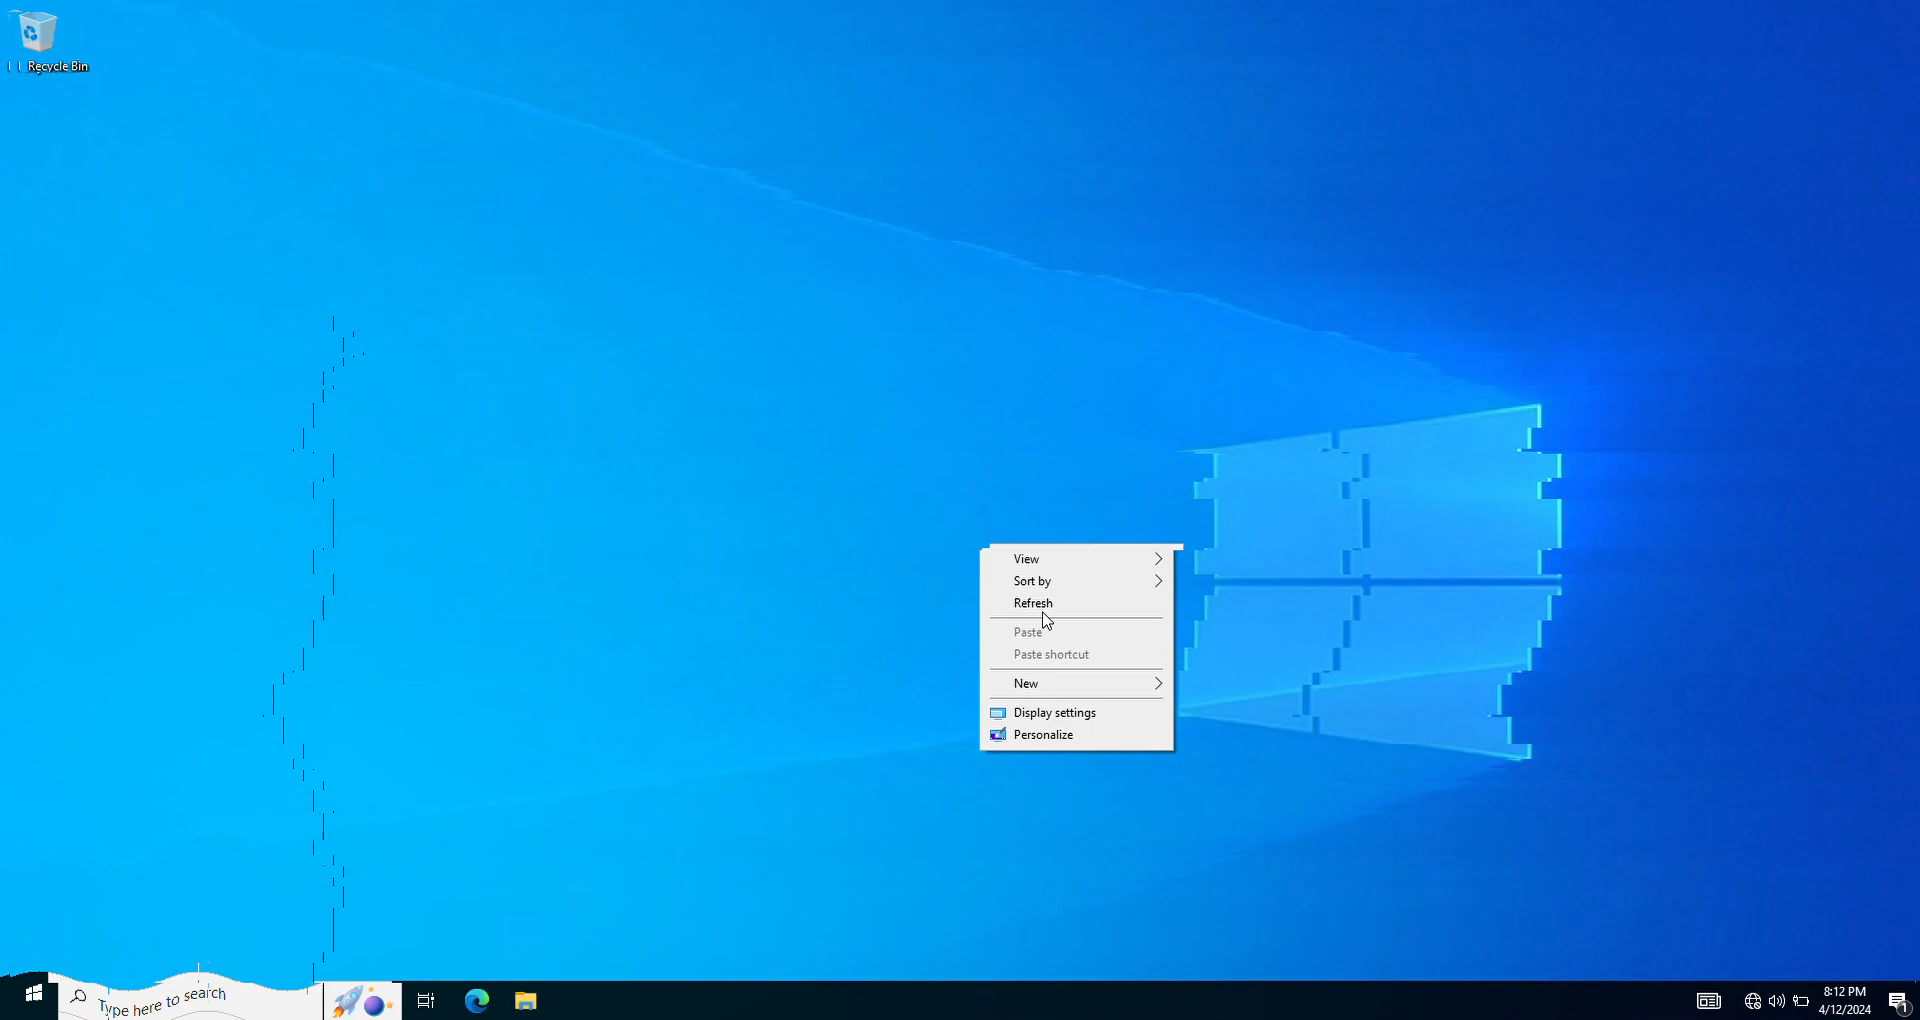 Recycle Bin
View
Sort by
Refresh
Paste
Paste shortcut
New
Display settings
Personalize
Type here to search
8:12 PM
4/12/2024
1